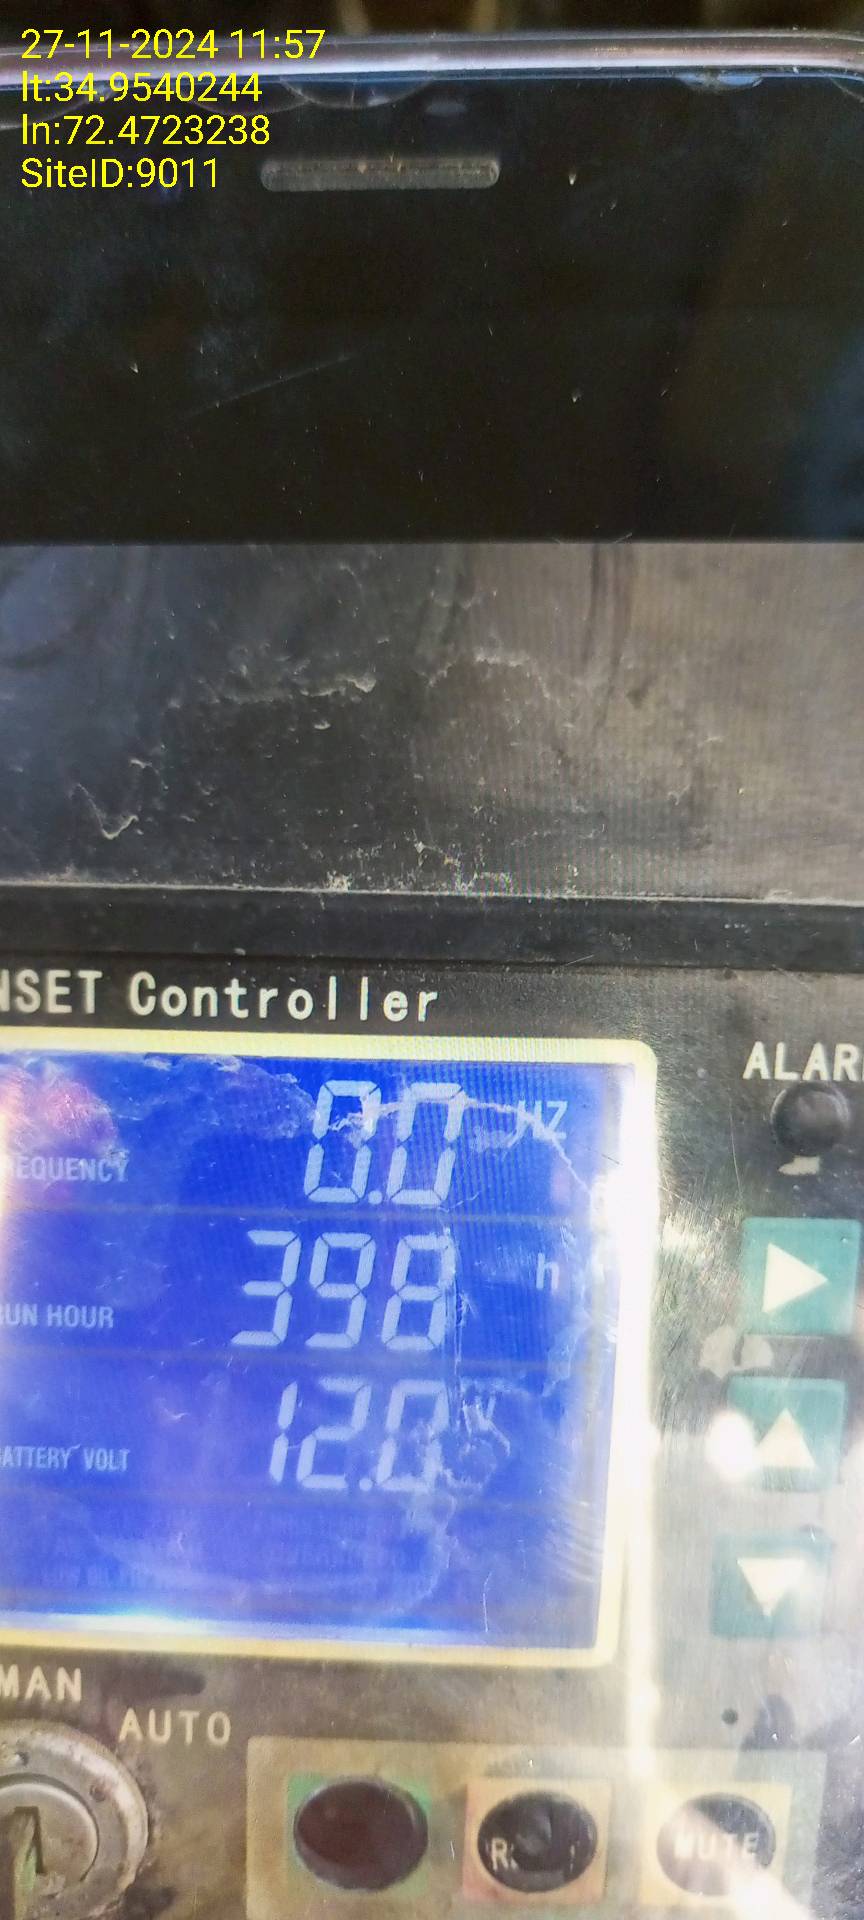 27-11-2024 11:57
lt:34.9540244
ln:72.4723238
SiteID:9011
NSET Controller
ALAR
0.0 HZ
EQUENCY
398 h
RUN HOUR
12.0 V
ATTERY VOLT
MAN
AUTO
MUTE